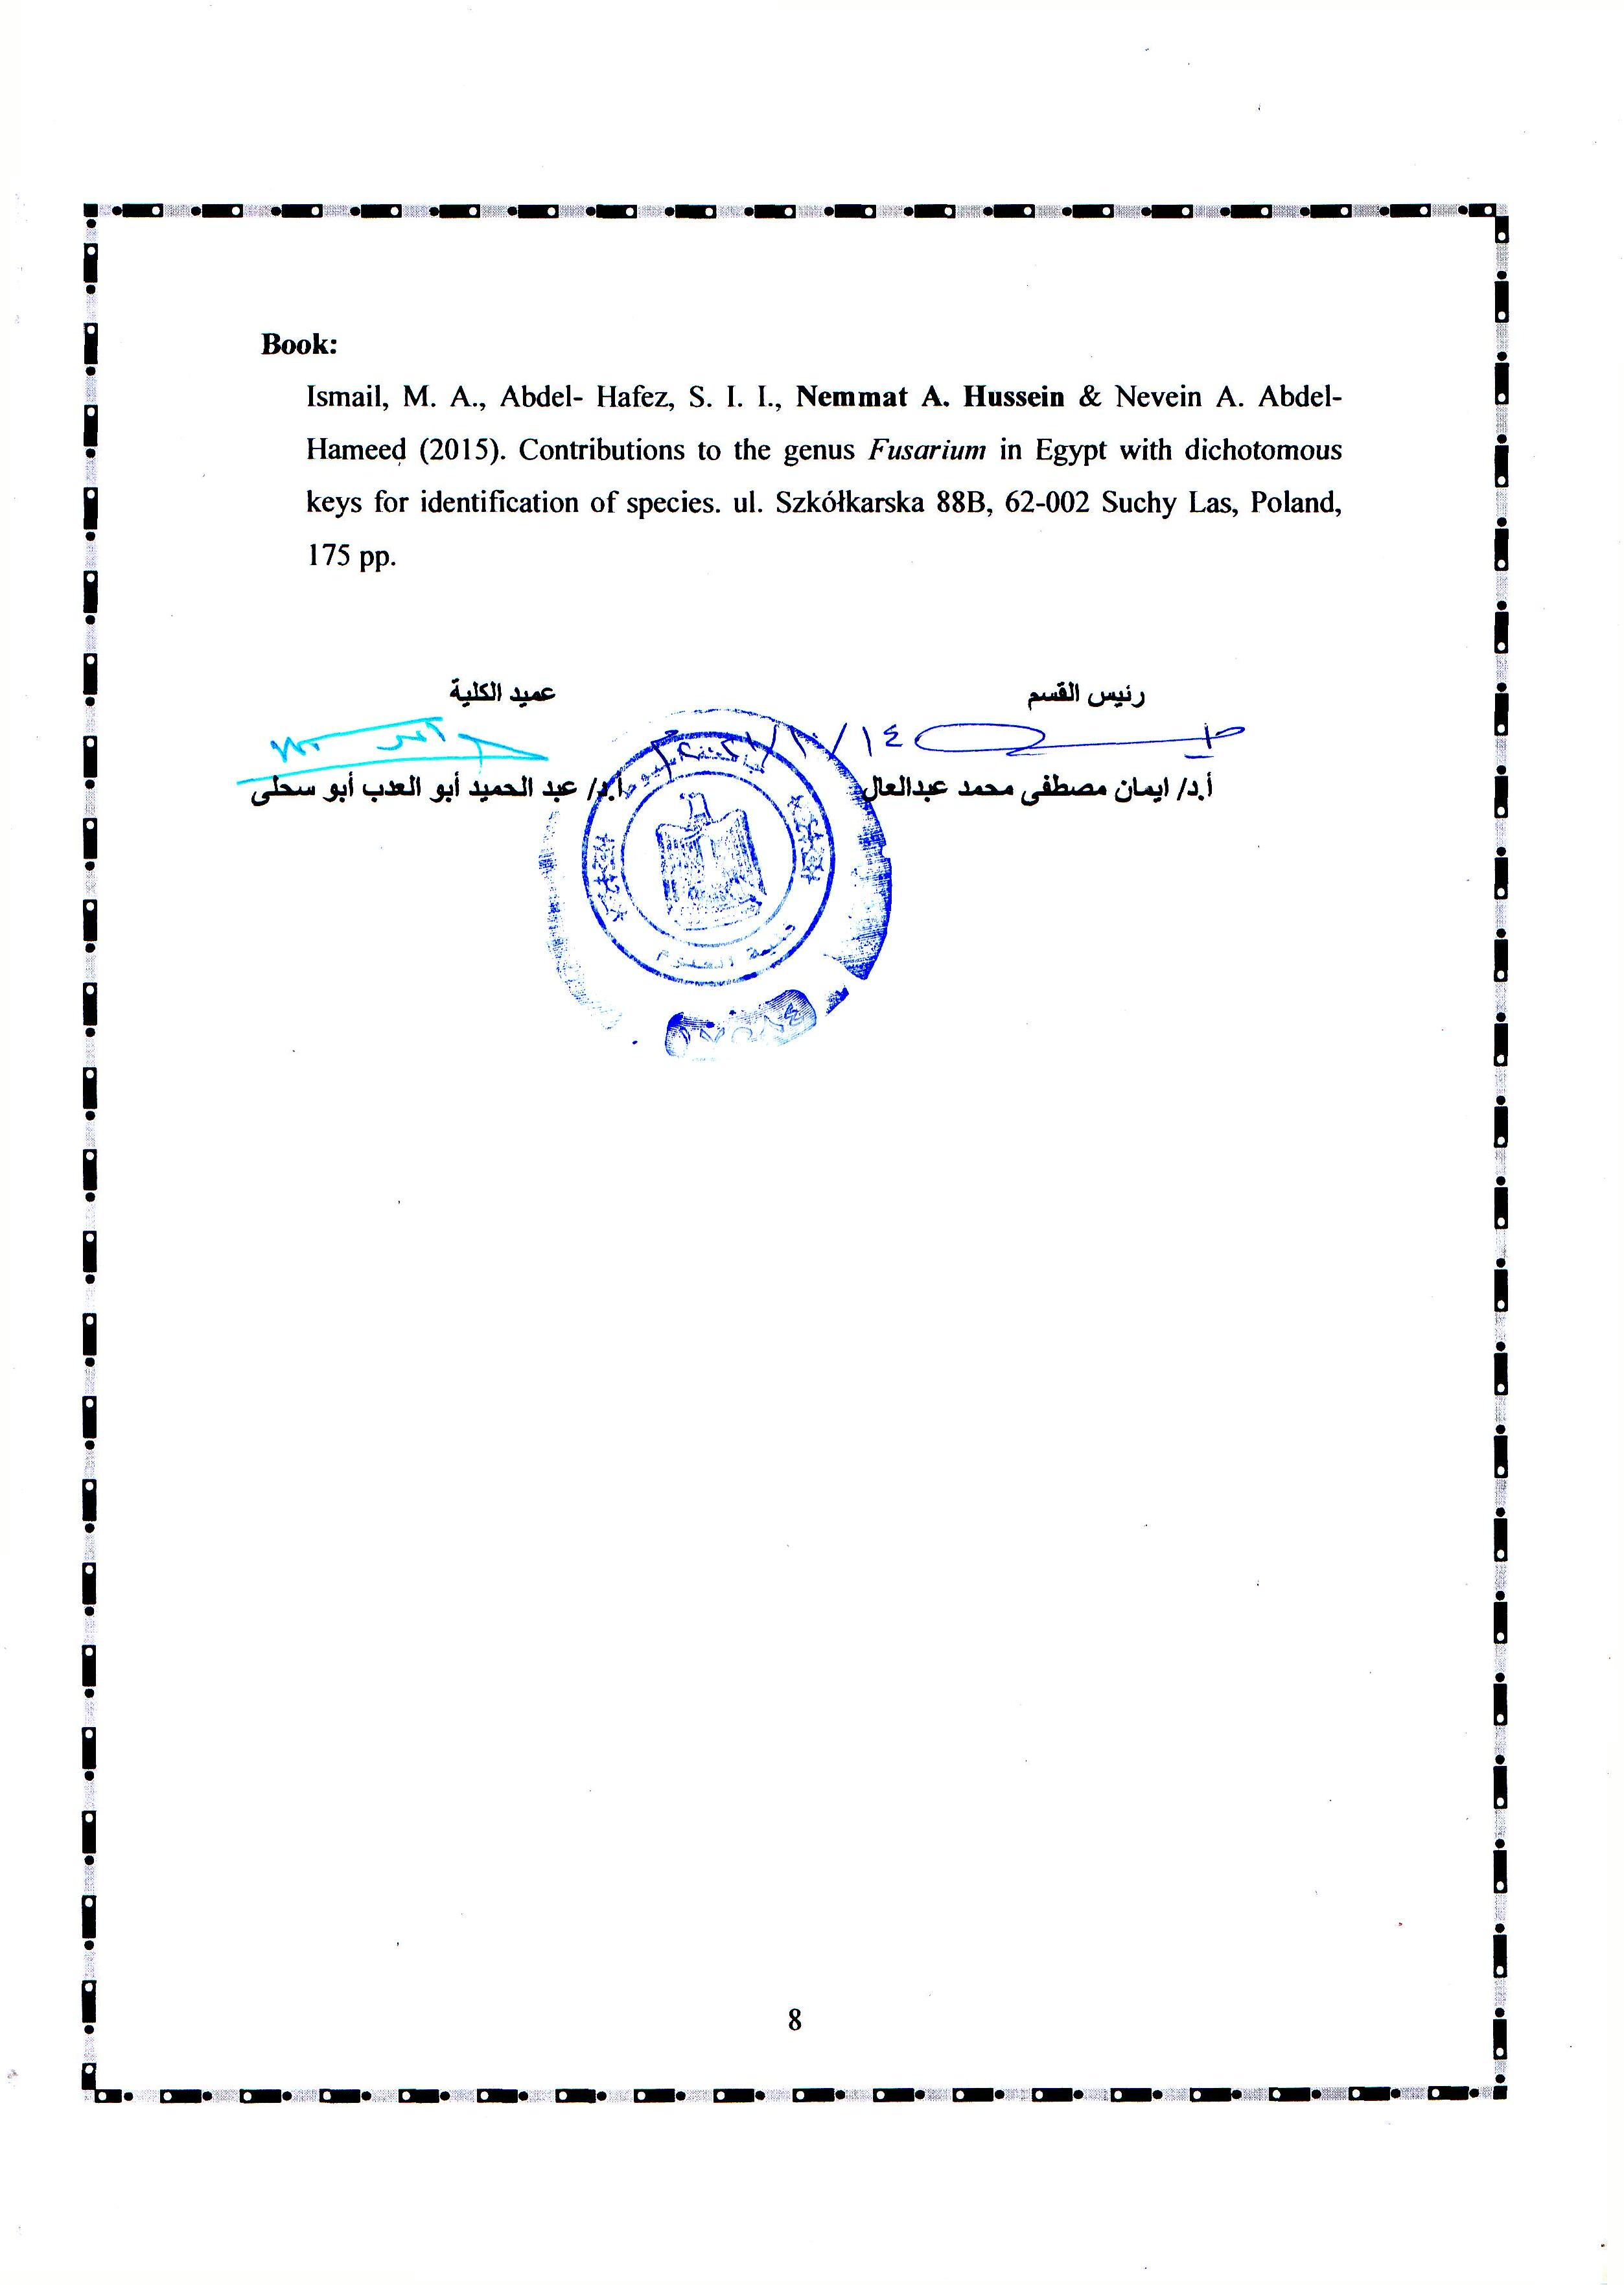 Book:
Ismail, M. A., Abdel- Hafez, S. I. I., Nemmat A. Hussein & Nevein A. Abdel-
Hameed (2015). Contributions to the genus Fusarium in Egypt with dichotomous
keys for identification of species. ul. Szkółkarska 88B, 62-002 Suchy Las, Poland,
175 pp.
رئيس القسم
عميد الكلية
أ.د/ ايمان مصطفى محمد عبدالعال
ا.د/ عبد الحميد أبو العدب أبو سحلى
كلية العلوم
8